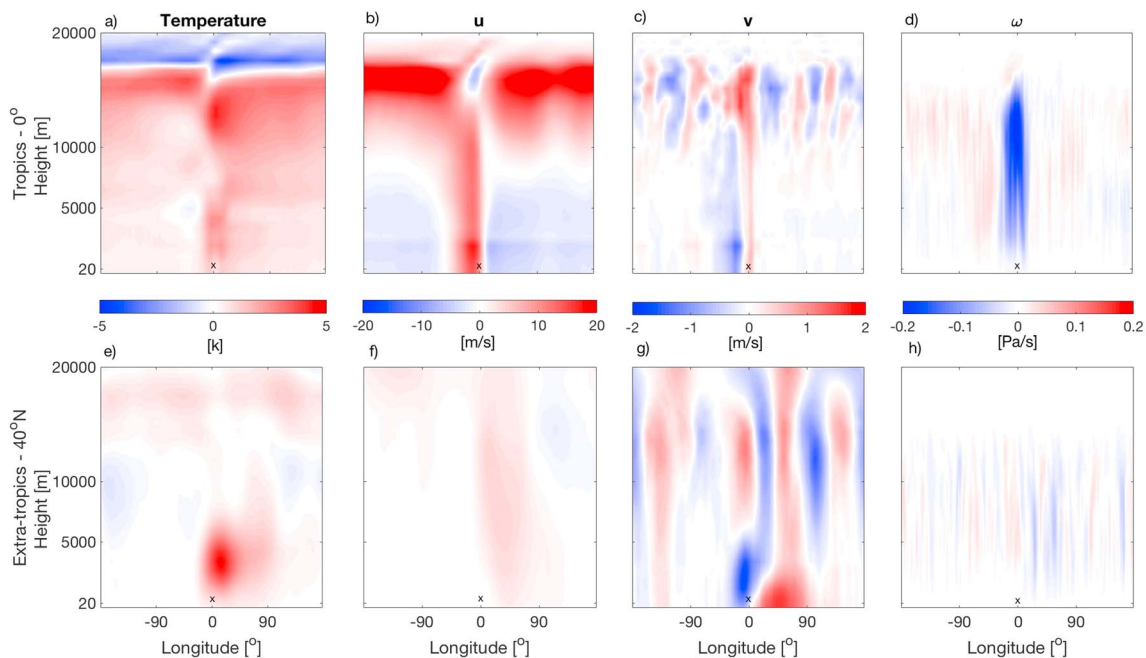 a) Temperature b) u c) v d) ω
20000
10000
5000
20
Tropics - 0o
Height [m]
x x x x
-5 0 5 -20 -10 0 10 20 -2 -1 0 1 2 -0.2 -0.1 0 0.1 0.2
[k] [m/s] [m/s] [Pa/s]
e) f) g) h)
20000
10000
5000
20
Extra-tropics - 40oN
Height [m]
x x x x
-90 0 90 -90 0 90 -90 0 90 -90 0 90
Longitude [o] Longitude [o] Longitude [o] Longitude [o]